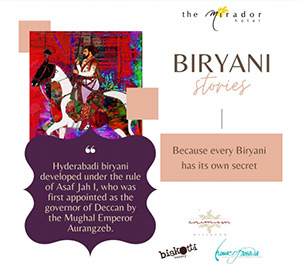 the mirador
hotel
BIRYANI
stories
❝
Hyderabadi biryani
developed under the rule
of Asaf Jah I, who was
first appointed as the
governor of Deccan by
the Mughal Emperor
Aurangzeb.
Because every Biryani
has its own secret
biskotti